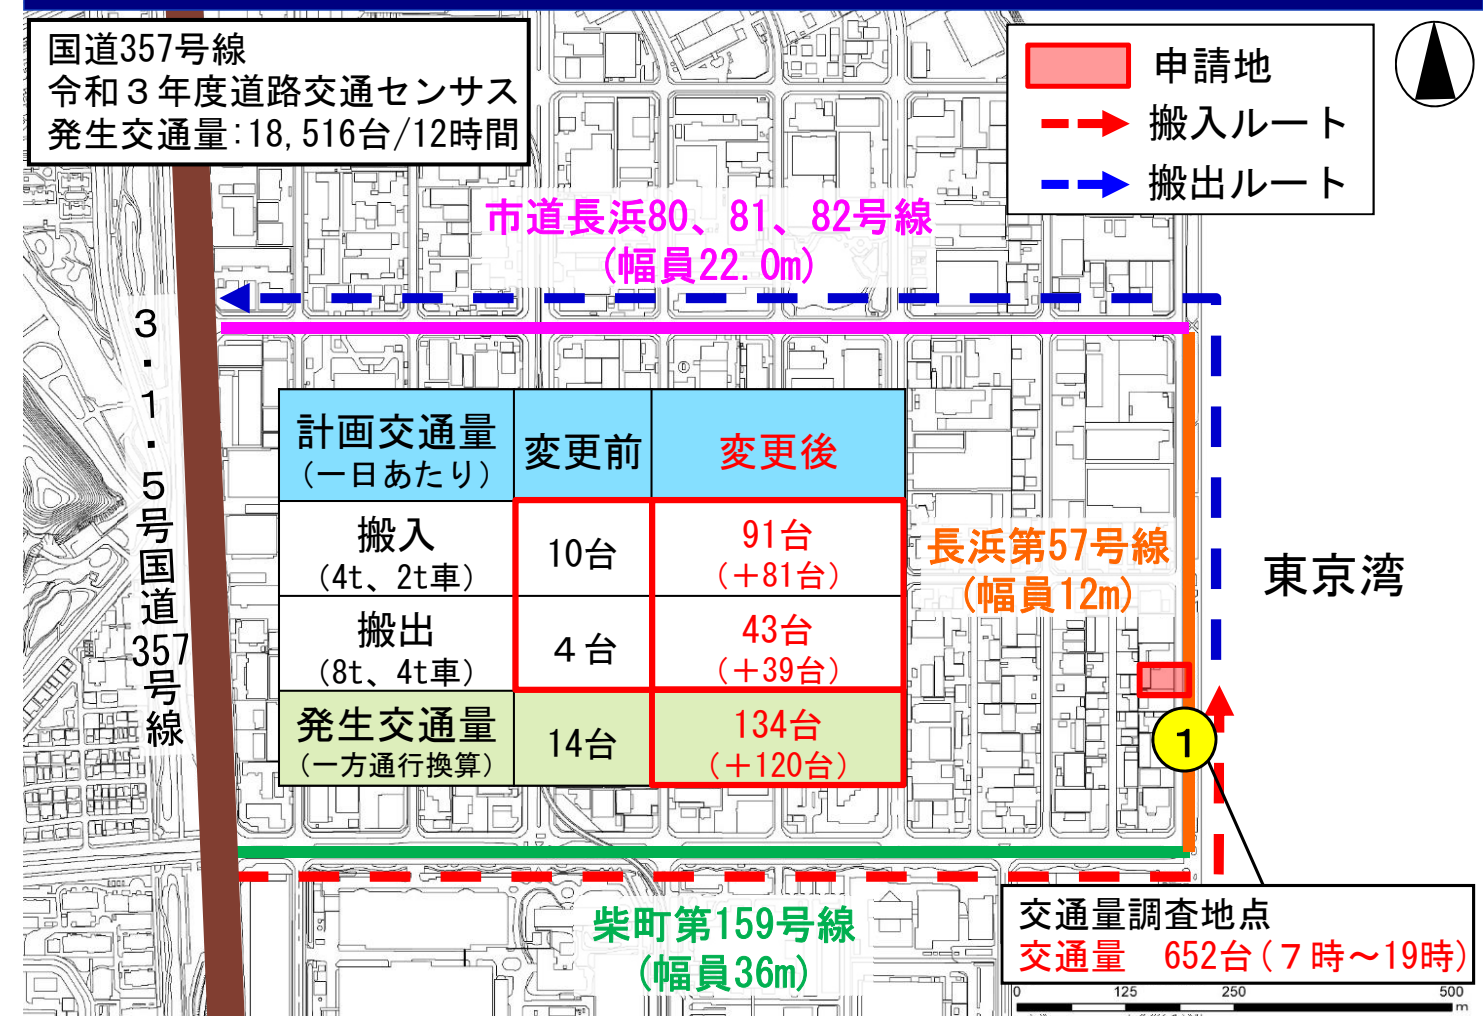 国道357号線
令和３年度道路交通センサス
発生交通量:18,516台/12時間
申請地
搬入ルート
搬出ルート
市道長浜80、81、82号線
(幅員22.0m)
３・１・５号国道357号線
計画交通量
(一日あたり)
変更前
変更後
搬入
(4t、2t車)
10台
91台
(＋81台)
搬出
(8t、4t車)
４台
43台
(＋39台)
発生交通量
(一方通行換算)
14台
134台
(＋120台)
長浜第57号線
(幅員12m)
東京湾
1
柴町第159号線
(幅員36m)
交通量調査地点
交通量　652台(７時～19時)
0 125 250 500
m